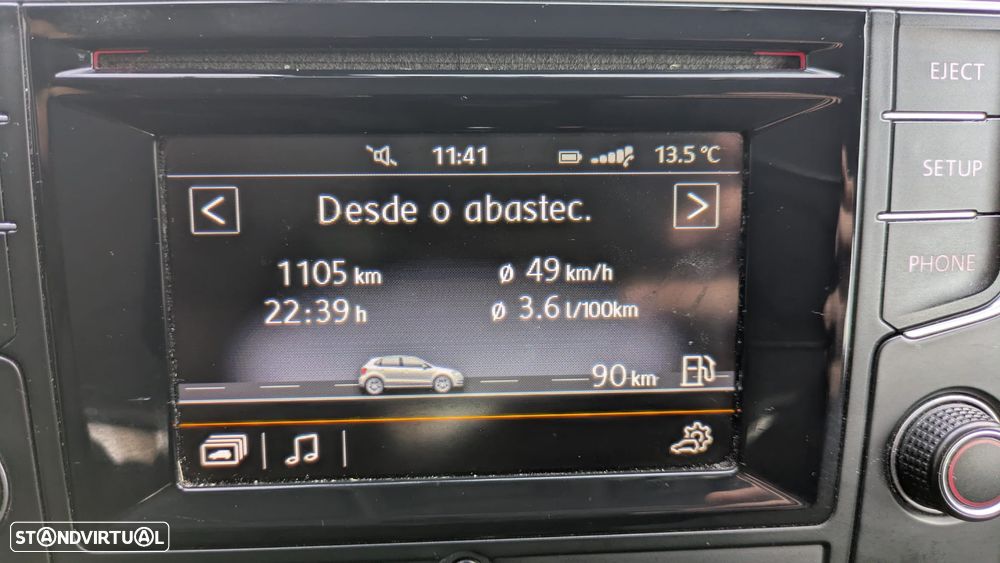 EJECT
11:41 13.5 °C
SETUP
< Desde o abastec. >
PHONE
1105 km ø 49 km/h
22:39 h ø 3.6 l/100km
90 km
STANDVIRTUAL